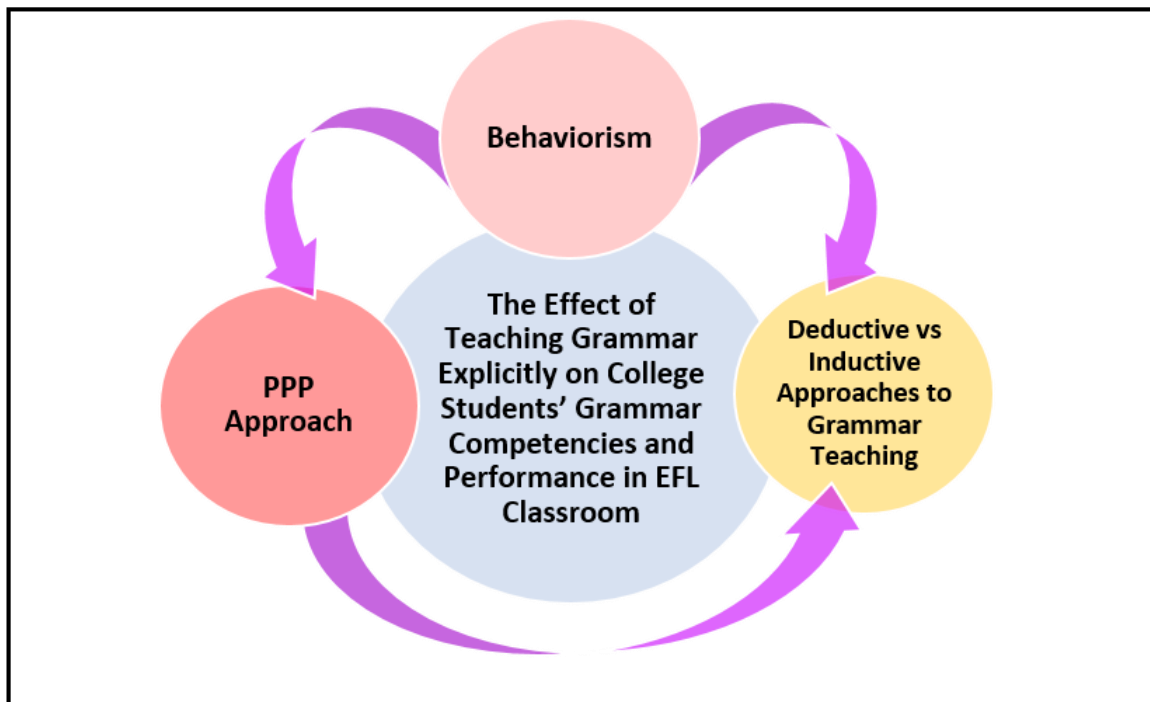 Behaviorism
The Effect of
Teaching Grammar
Explicitly on College
Students’ Grammar
Competencies and
Performance in EFL
Classroom
PPP
Approach
Deductive vs
Inductive
Approaches to
Grammar
Teaching